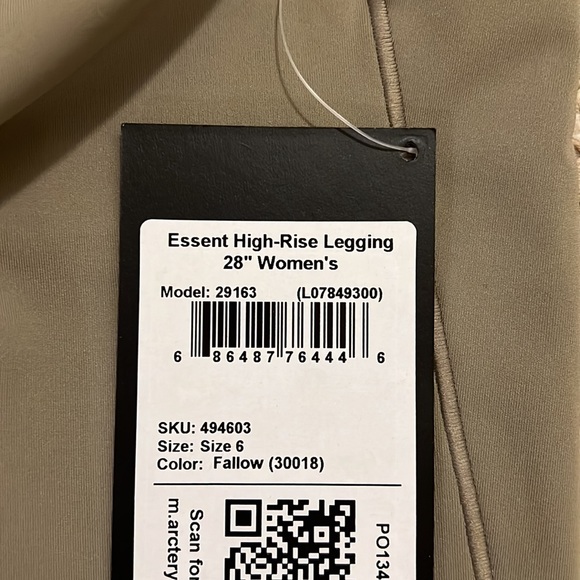 Essent High-Rise Legging
28" Women's
Model: 29163 (L07849300)
6 86487 76444 6
SKU: 494603
Size: Size 6
Color: Fallow (30018)
Scan for
m.arctery
PO134